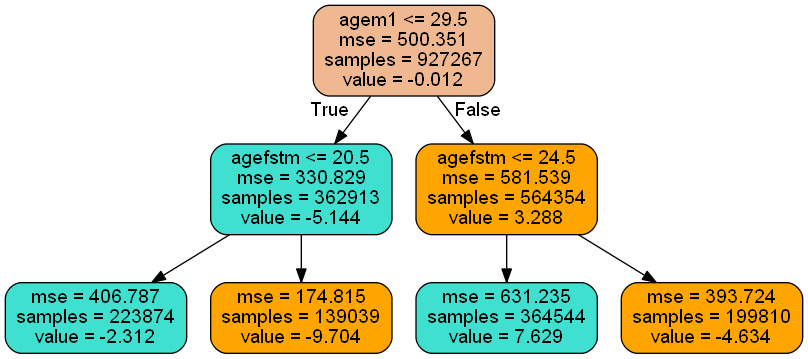 agem1 <= 29.5
mse = 500.351
samples = 927267
value = -0.012
True
False
agefstm <= 20.5
mse = 330.829
samples = 362913
value = -5.144
agefstm <= 24.5
mse = 581.539
samples = 564354
value = 3.288
mse = 406.787
samples = 223874
value = -2.312
mse = 174.815
samples = 139039
value = -9.704
mse = 631.235
samples = 364544
value = 7.629
mse = 393.724
samples = 199810
value = -4.634